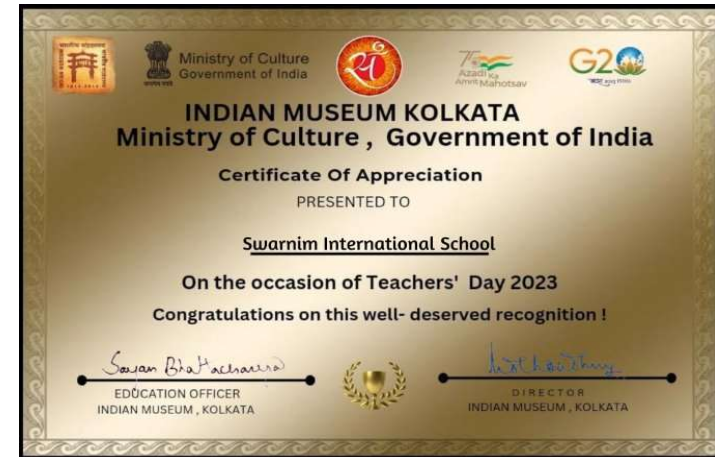 Ministry of Culture
Government of India
75
Azadi Ka
Amrit Mahotsav
G20
INDIAN MUSEUM KOLKATA
Ministry of Culture , Government of India
Certificate Of Appreciation
PRESENTED TO
Swarnim International School
On the occasion of Teachers' Day 2023
Congratulations on this well- deserved recognition !
Sayan Bhattacharya
EDUCATION OFFICER
INDIAN MUSEUM , KOLKATA
DIRECTOR
INDIAN MUSEUM , KOLKATA